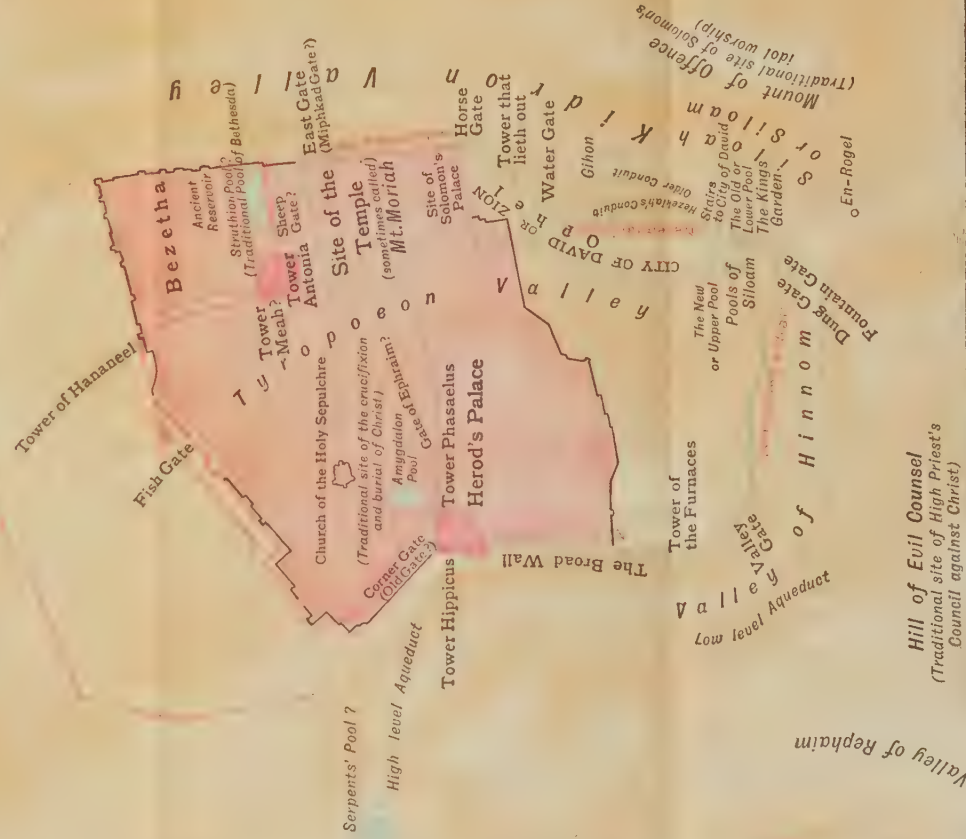 Mount of Offence
(Traditional site of Solomon's
idol worship)
Kidron Valley
Siloah or Siloam
Bezetha
Ancient
Reservoir
Struthion Pool?
(Traditional Pool of Bethesda)
East Gate
(Miphkad Gate?)
Sheep
Gate?
Tower
Antonia
Tower
Meah?
Site of the
Temple
(sometimes called)
Mt. Moriah
Horse
Gate
Site of
Solomon's
Palace
Tower that
lieth out
Water Gate
Gihon
Ophel
CITY OF DAVID
OR ZION
Hezekiah's Conduit
Older Conduit
Stairs
to City of David
The Old or
Lower Pool
The Kings
Garden
En-Rogel
Tyropoeon Valley
Tower of Hananeel
Fish Gate
Church of the Holy Sepulchre
(Traditional site of the crucifixion
and burial of Christ)
Amygdalon
Pool
Gate of Ephraim?
Tower Phasaelus
Herod's Palace
Corner Gate
(Old Gate?)
Tower Hippicus
High level Aqueduct
Serpents' Pool?
The Broad Wall
The New
or Upper Pool
Pools of
Siloam
Dung Gate
Fountain Gate
Tower of
the Furnaces
Valley
Gate
Valley of Hinnom
Low level Aqueduct
Hill of Evil Counsel
(Traditional site of High Priest's
Council against Christ)
Valley of Rephaim